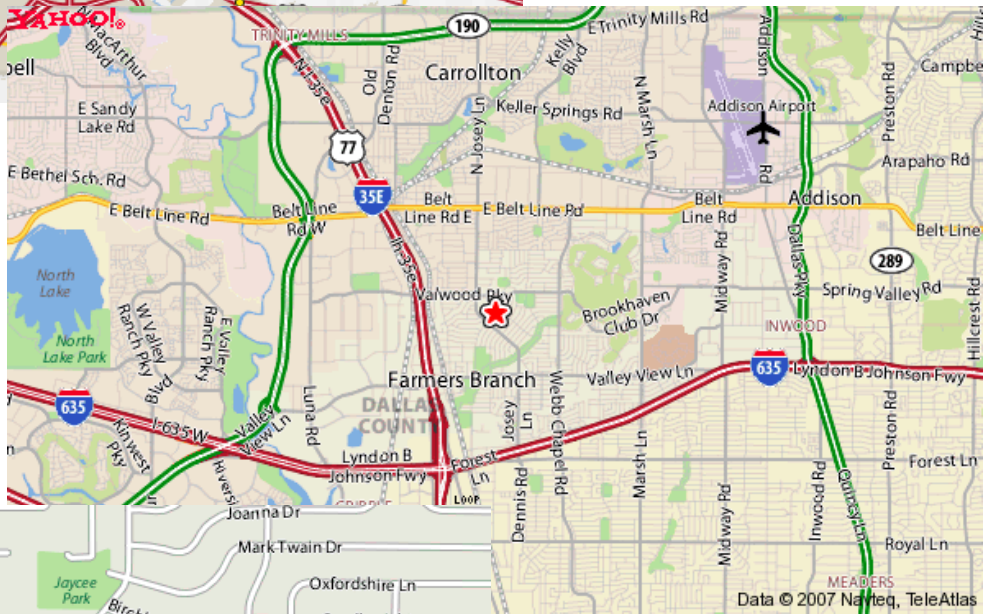 YAHOO!®
N MacArthur
Blvd
TRINITY MILLS
190
E Trinity Mills Rd
Addison
Rd
N I-35e
Old
Denton Rd
Carrollton
Kelly
Blvd
Campbe
bell
E Sandy
Lake Rd
N Josey Ln
Keller Springs Rd
N Marsh Ln
Addison Airport
Preston Rd
77
E Bethel Sch. Rd
Arapaho Rd
35E
Belt
Line Rd E
E Belt Line Rd
Belt
Line Rd
Addison
E Belt Line Rd
Belt Line
Rd W
Belt Line
Ih-35e
Dallas Pky
Midway Rd
289
North
Lake
Valwood Pky
Brookhaven
Club Dr
Spring Valley Rd
Hillcrest Rd
W Valley
Ranch Pky
E Valley
Ranch Pky
North
Lake Park
INWOOD
635
Lyndon B Johnson Fwy
Valley View Ln
Farmers Branch
Blvd
635
DALLAS
COUNTY
Luna Rd
Josey
Ln
Webb Chapel Rd
Preston Rd
Valley
View Ln
I-635 W
Kinwest
Pky
Lyndon B
Johnson Fwy
Forest
Ln
Marsh Ln
Forest Ln
Dennis Rd
Midway Rd
Inwood Rd
Quincy Ln
LOOP
Joanna Dr
Mark Twain Dr
Royal Ln
Jaycee
Park
Oxfordshire Ln
MEADERS
Data © 2007 Navteq, TeleAtlas